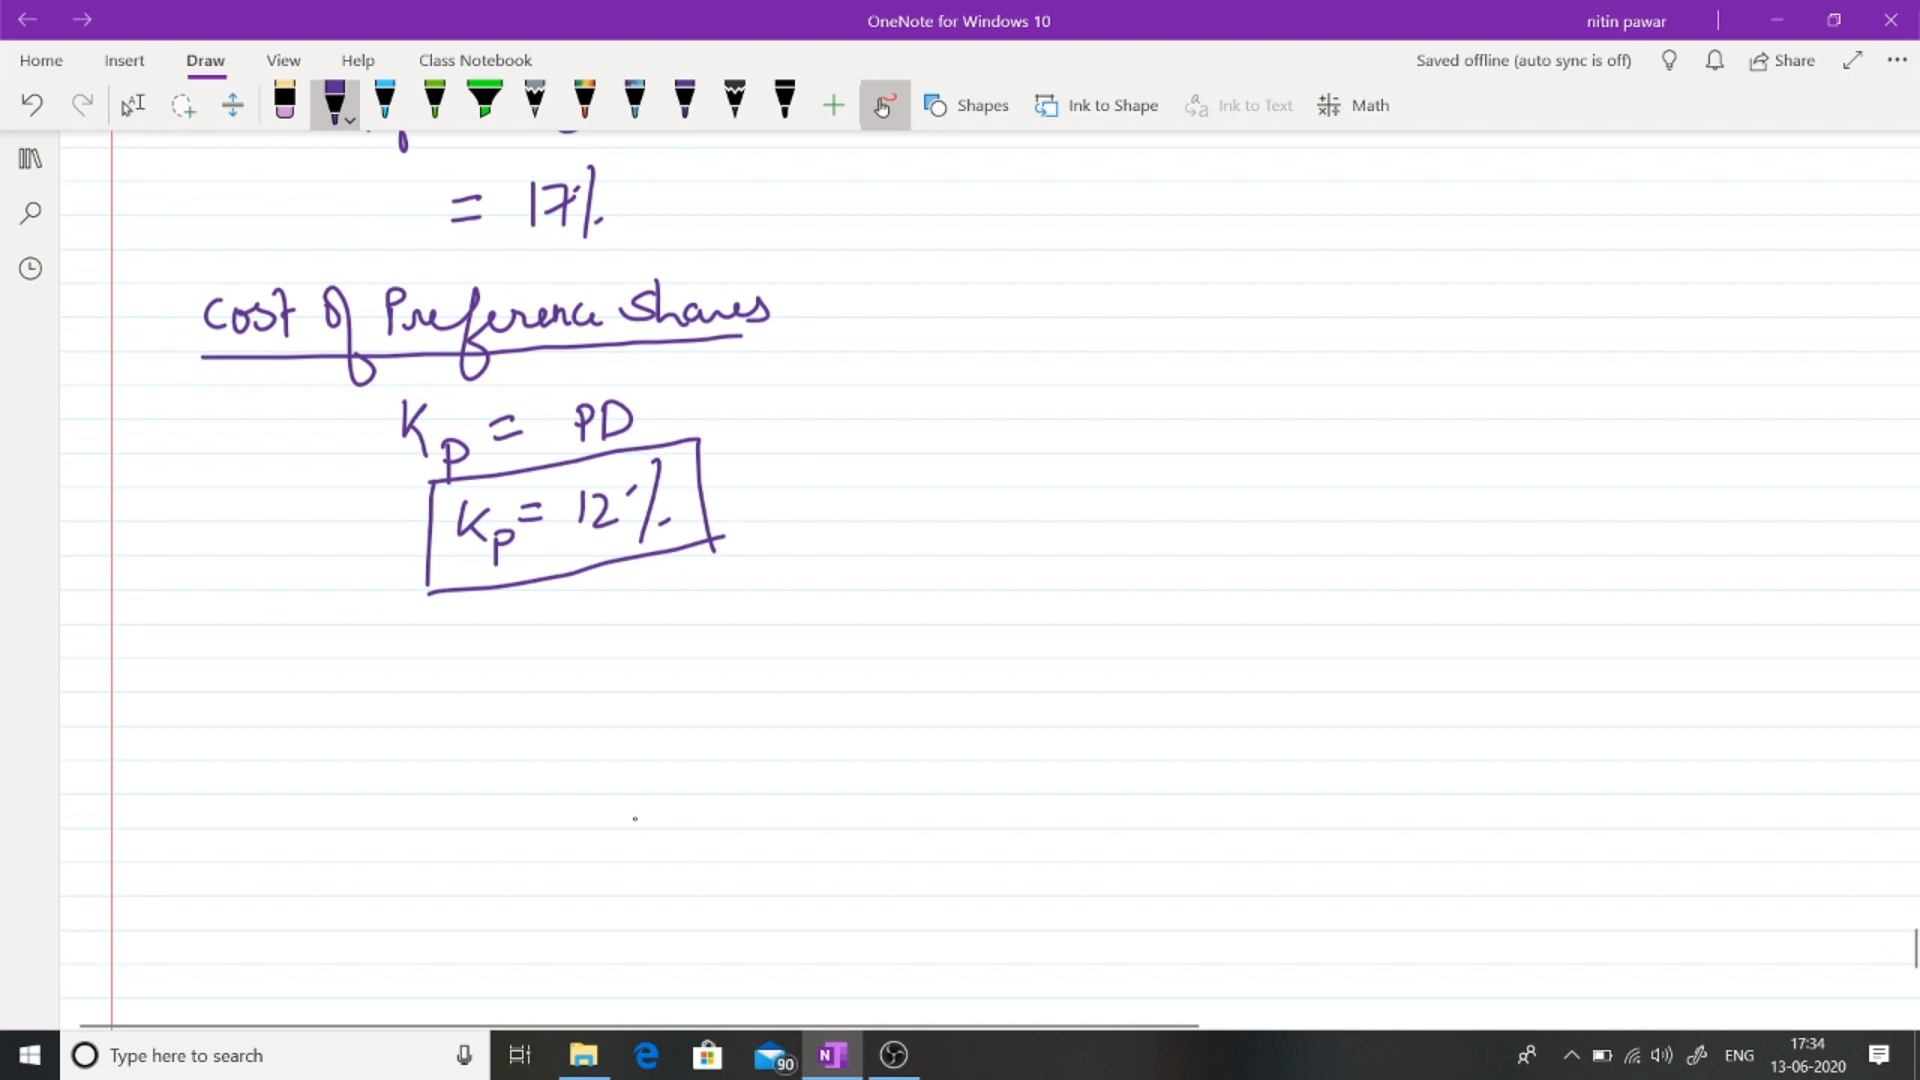 OneNote for Windows 10
nitin pawar
Home Insert Draw View Help Class Notebook
Saved offline (auto sync is off) Share
Shapes Ink to Shape Ink to Text Math
= 17%
Cost of Preference Shares
Kp = PD
Kp = 12%
Type here to search
90
ENG
17:34
13-06-2020